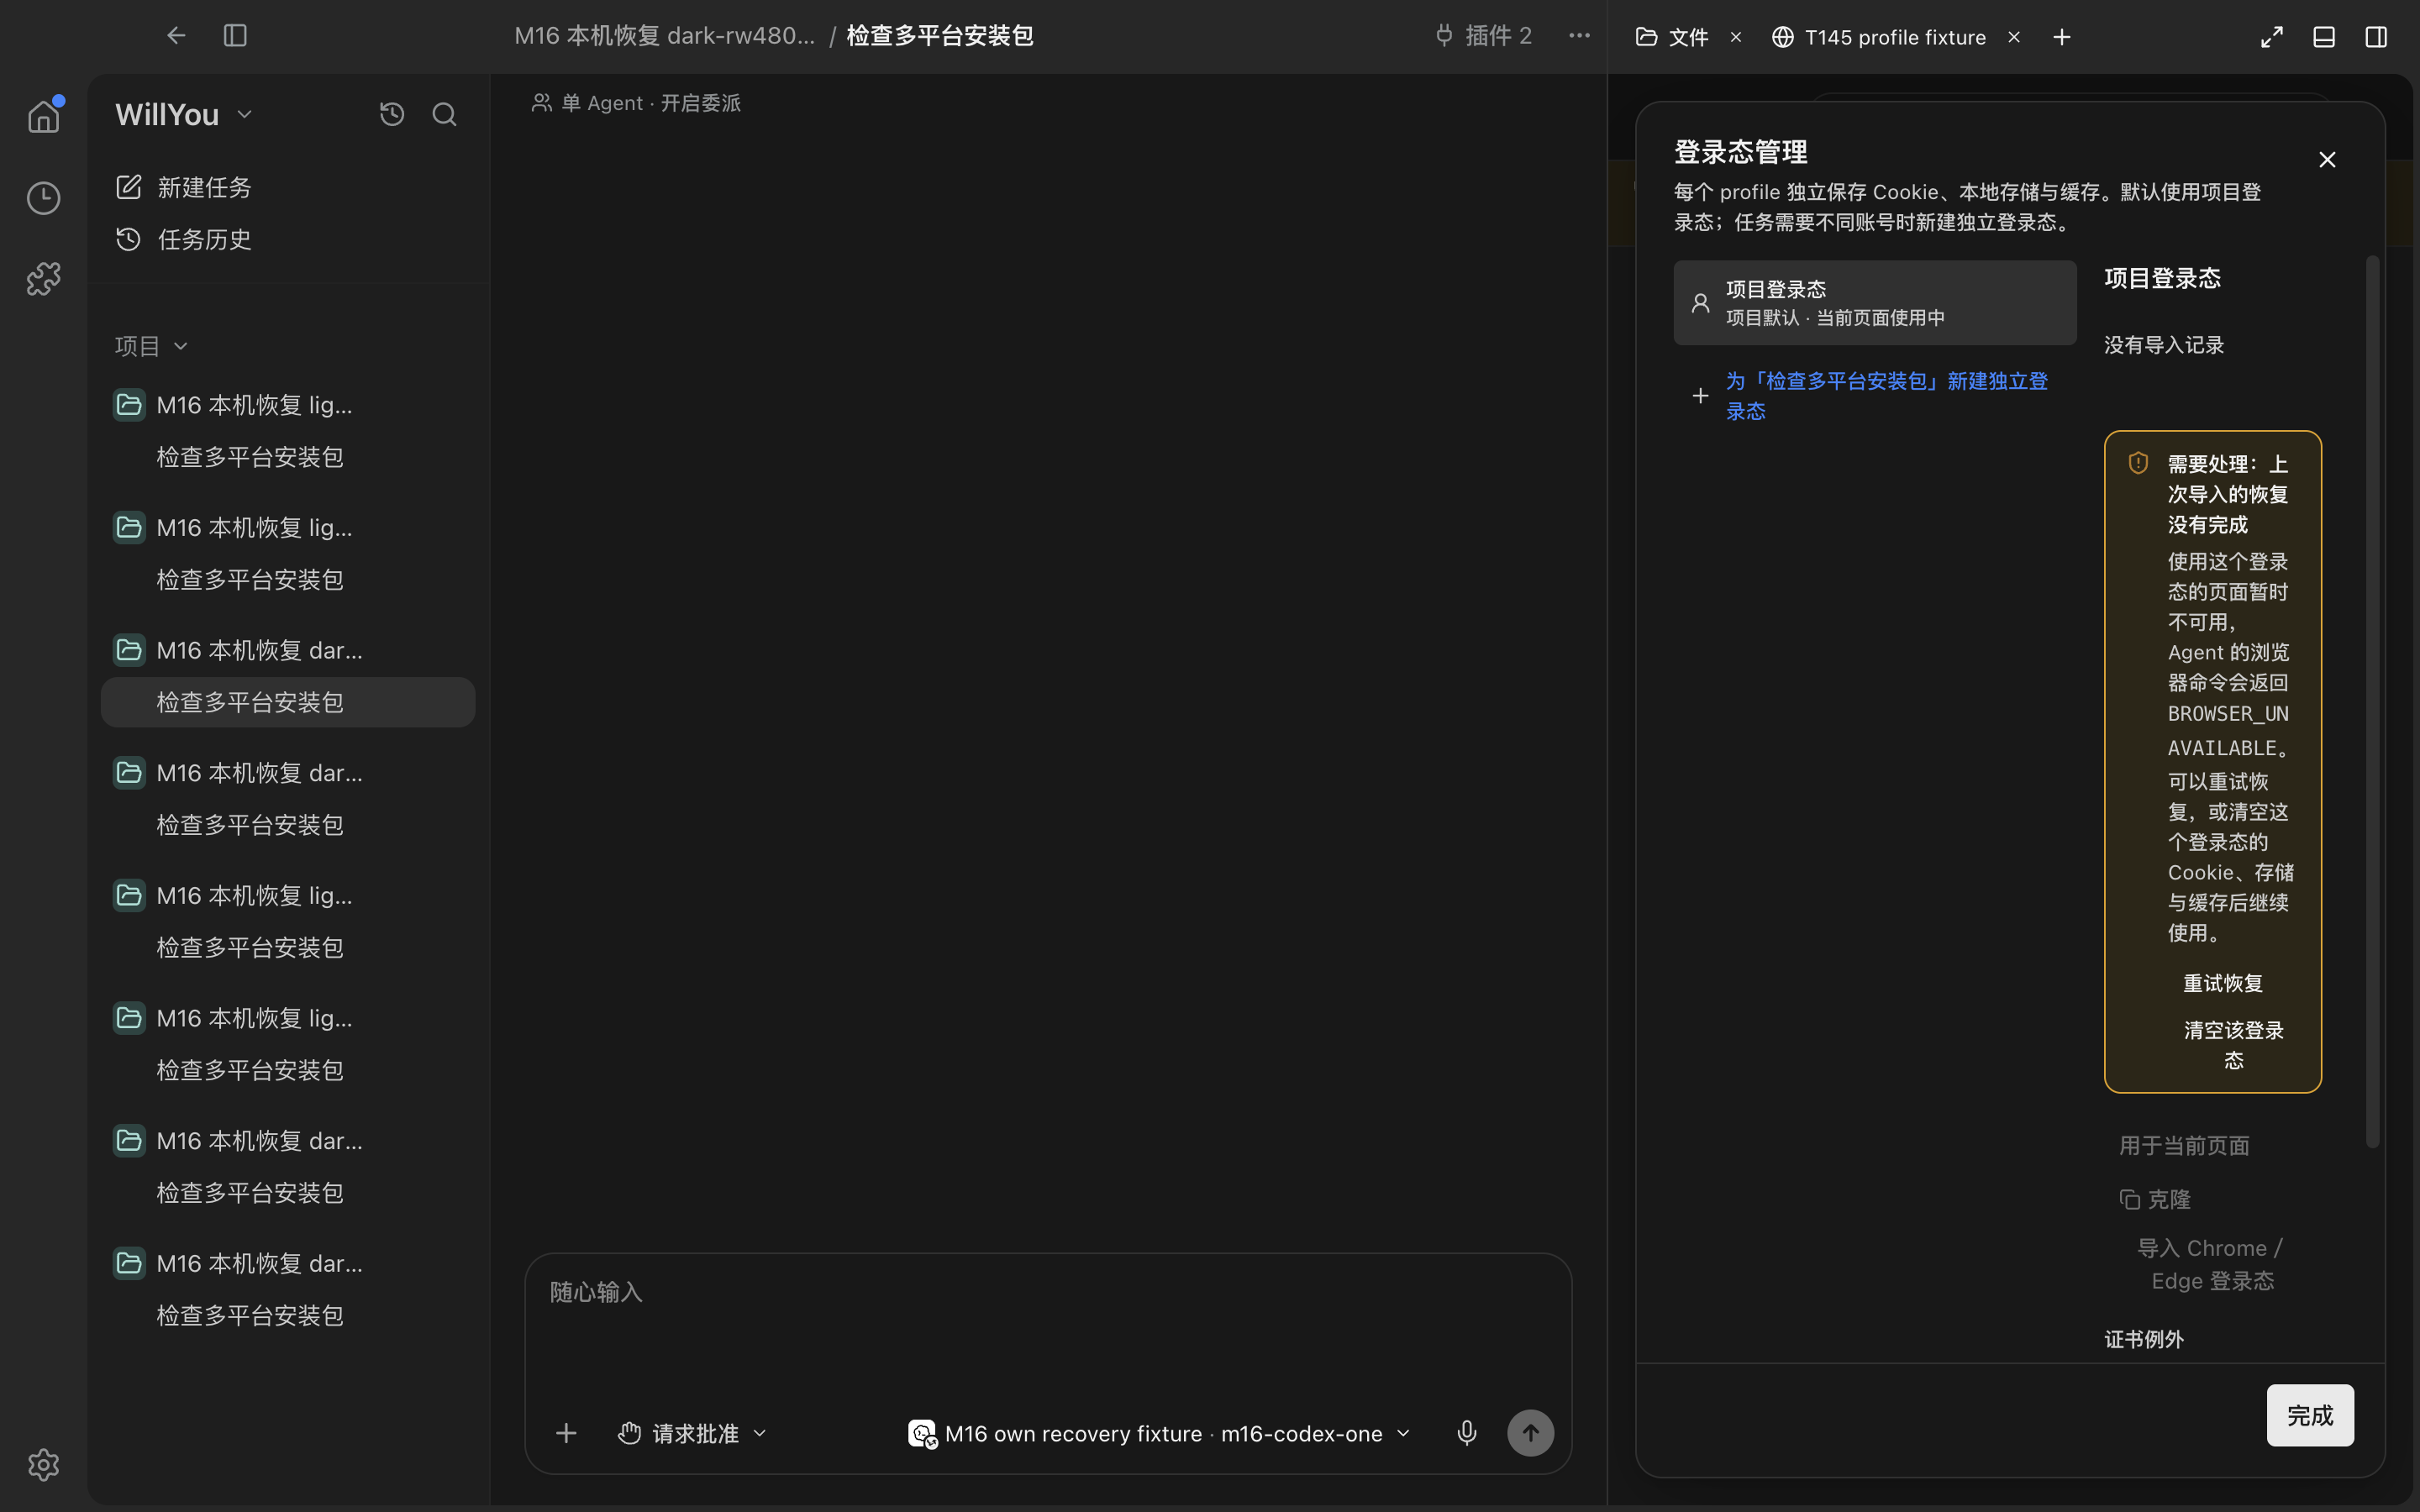 M16 本机恢复 dark-rw480... / 检查多平台安装包
插件 2
文件
T145 profile fixture
WillYou
新建任务
任务历史
项目
M16 本机恢复 lig...
检查多平台安装包
M16 本机恢复 lig...
检查多平台安装包
M16 本机恢复 dar...
检查多平台安装包
M16 本机恢复 dar...
检查多平台安装包
M16 本机恢复 lig...
检查多平台安装包
M16 本机恢复 lig...
检查多平台安装包
M16 本机恢复 dar...
检查多平台安装包
M16 本机恢复 dar...
检查多平台安装包
单 Agent · 开启委派
随心输入
请求批准
M16 own recovery fixture · m16-codex-one
登录态管理
每个 profile 独立保存 Cookie、本地存储与缓存。默认使用项目登
录态；任务需要不同账号时新建独立登录态。
项目登录态
项目默认 · 当前页面使用中
为「检查多平台安装包」新建独立登
录态
项目登录态
没有导入记录
需要处理：上
次导入的恢复
没有完成
使用这个登录
态的页面暂时
不可用，
Agent 的浏览
器命令会返回
BROWSER_UN
AVAILABLE。
可以重试恢
复，或清空这
个登录态的
Cookie、存储
与缓存后继续
使用。
重试恢复
清空该登录
态
用于当前页面
克隆
导入 Chrome /
Edge 登录态
证书例外
完成